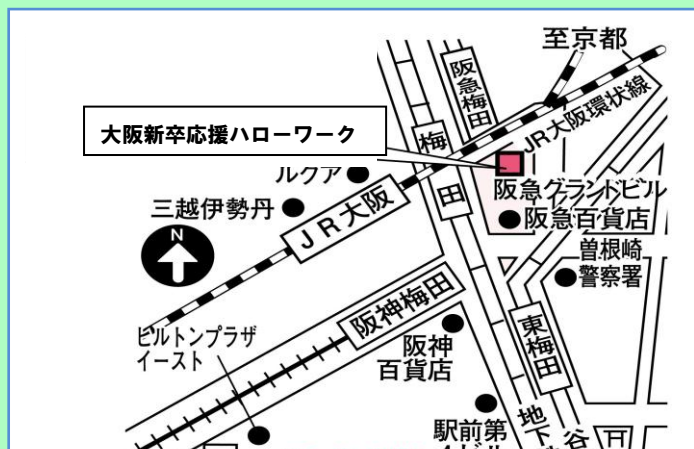 至京都
阪急梅田
JR大阪環状線
大阪新卒応援ハローワーク
梅田
ルクア
阪急グランドビル
三越伊勢丹
JR大阪
阪急百貨店
N
曽根崎
警察署
阪神梅田
ヒルトンプラザ
イースト
阪神
百貨店
東梅田
駅前第
地下
谷